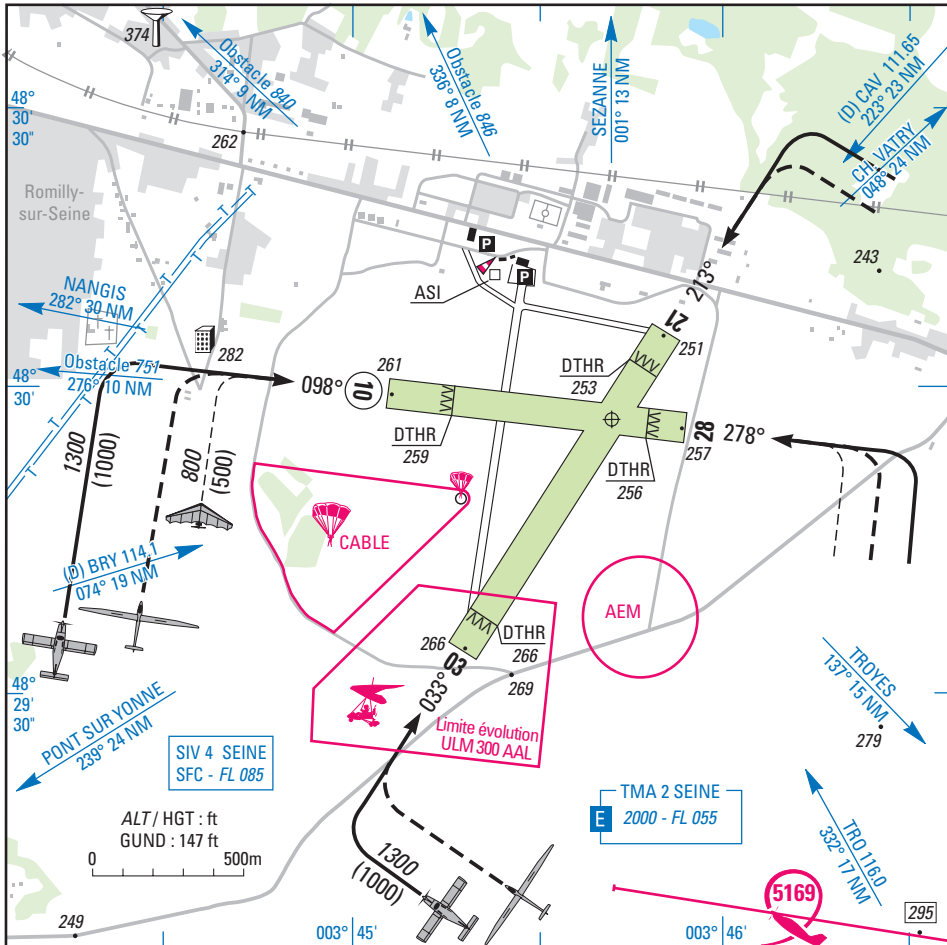 374
Obstacle 840
314° 9 NM
Obstacle 846
336° 8 NM
SEZANNE
001° 13 NM
(D) CAV 111.65
223° 23 NM
CH. VATRY
048° 24 NM
48°
30'
30"
262
Romilly-
sur-Seine
P
P
ASI
243
213°
NANGIS
282° 30 NM
282
21
251
Obstacle 751
276° 10 NM
48°
30'
261
098°
10
DTHR
253
DTHR
259
28
278°
257
DTHR
256
1300
(1000)
800
(500)
CABLE
(D) BRY 114.1
074° 19 NM
AEM
DTHR
266
266
03
033°
269
TROYES
137° 15 NM
279
48°
29'
30"
PONT SUR YONNE
239° 24 NM
Limite évolution
ULM 300 AAL
SIV 4 SEINE
SFC - FL 085
TMA 2 SEINE
E 2000 - FL 055
ALT / HGT : ft
GUND : 147 ft
0 500m
1300
(1000)
TRO 116.0
332° 17 NM
5169
295
249
003° 45'
003° 46'
T
T
T
T
T
T
T